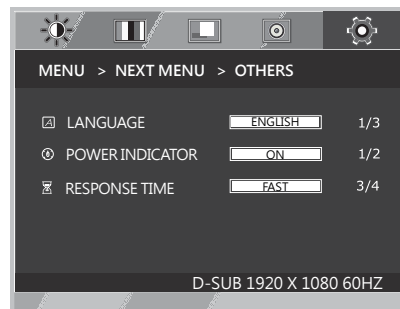 MENU > NEXT MENU > OTHERS
LANGUAGE ENGLISH 1/3
POWER INDICATOR ON 1/2
RESPONSE TIME FAST 3/4
D-SUB 1920 X 1080 60HZ